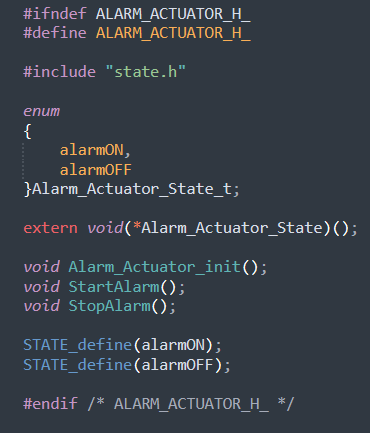 #ifndef ALARM_ACTUATOR_H_
#define ALARM_ACTUATOR_H_
#include "state.h"
enum
{
alarmON,
alarmOFF
}Alarm_Actuator_State_t;
extern void(*Alarm_Actuator_State)();
void Alarm_Actuator_init();
void StartAlarm();
void StopAlarm();
STATE_define(alarmON);
STATE_define(alarmOFF);
#endif /* ALARM_ACTUATOR_H_ */